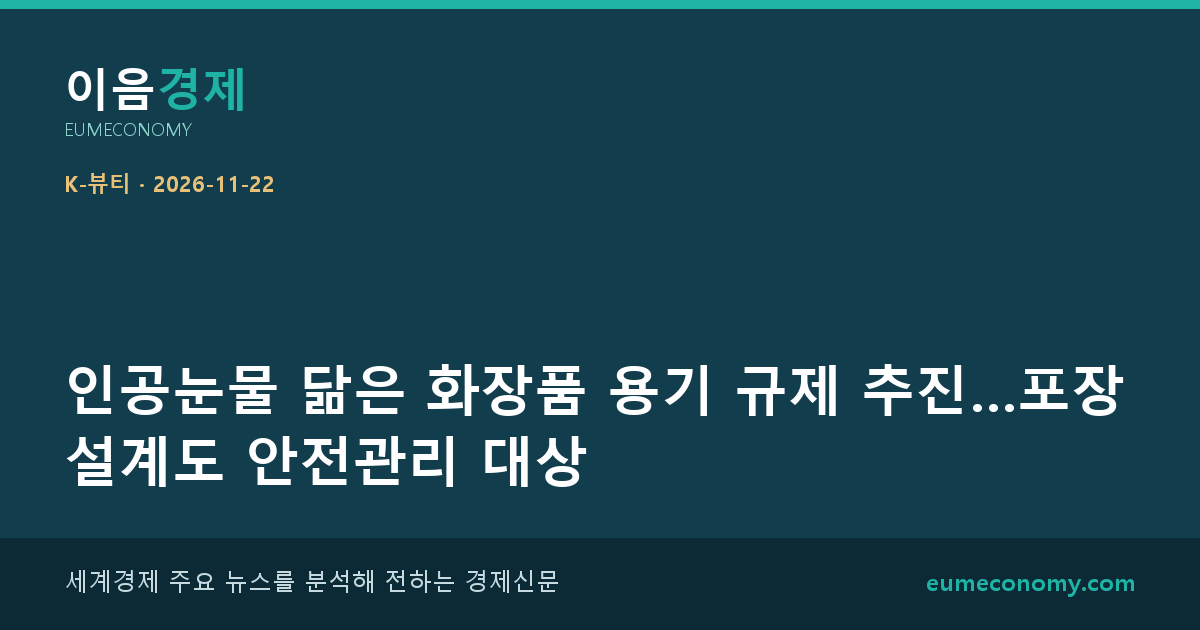 이음경제
EUMECONOMY
K-뷰티 · 2026-11-22
인공눈물 닮은 화장품 용기 규제 추진…포장
설계도 안전관리 대상
세계경제 주요 뉴스를 분석해 전하는 경제신문
eumeconomy.com